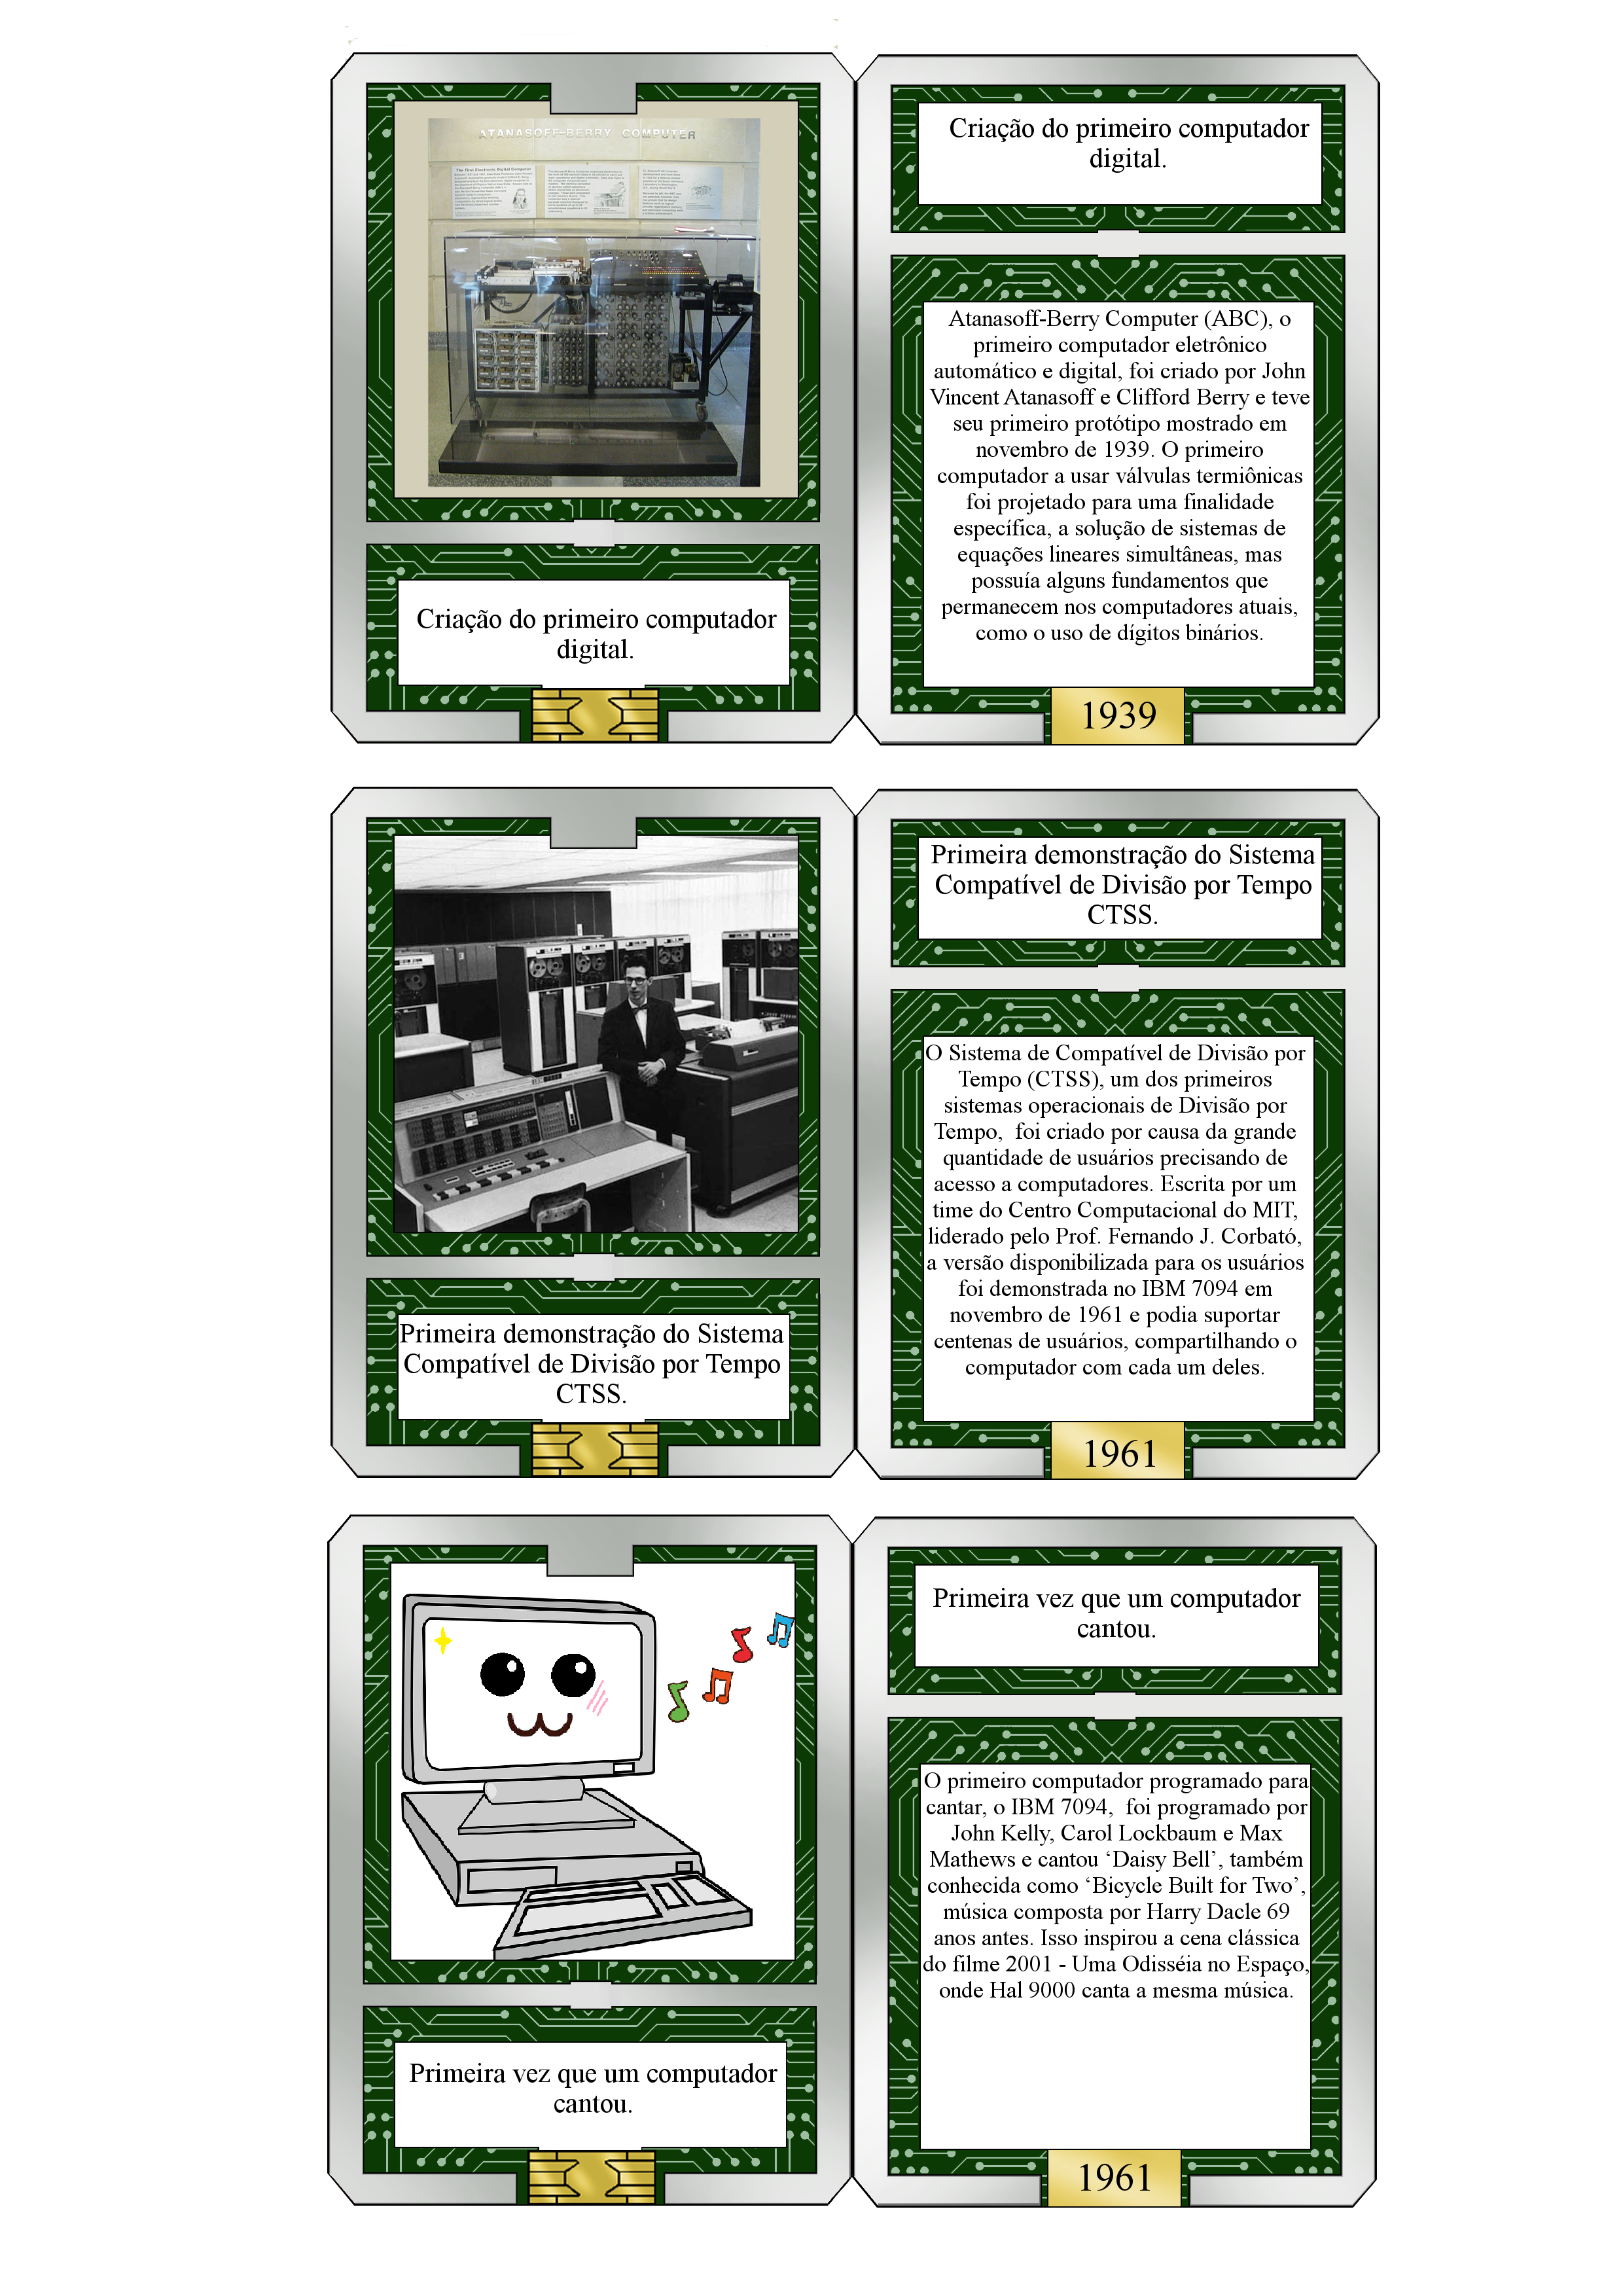 ATANASOFF-BERRY COMPUTER
The First Electronic Digital Computer
Criação do primeiro computador
digital.
Criação do primeiro computador
digital.
Atanasoff-Berry Computer (ABC), o
primeiro computador eletrônico
automático e digital, foi criado por John
Vincent Atanasoff e Clifford Berry e teve
seu primeiro protótipo mostrado em
novembro de 1939. O primeiro
computador a usar válvulas termiônicas
foi projetado para uma finalidade
específica, a solução de sistemas de
equações lineares simultâneas, mas
possuía alguns fundamentos que
permanecem nos computadores atuais,
como o uso de dígitos binários.
1939
Primeira demonstração do Sistema
Compatível de Divisão por Tempo
CTSS.
Primeira demonstração do Sistema
Compatível de Divisão por Tempo
CTSS.
O Sistema de Compatível de Divisão por
Tempo (CTSS), um dos primeiros
sistemas operacionais de Divisão por
Tempo, foi criado por causa da grande
quantidade de usuários precisando de
acesso a computadores. Escrita por um
time do Centro Computacional do MIT,
liderado pelo Prof. Fernando J. Corbató,
a versão disponibilizada para os usuários
foi demonstrada no IBM 7094 em
novembro de 1961 e podia suportar
centenas de usuários, compartilhando o
computador com cada um deles.
1961
Primeira vez que um computador
cantou.
Primeira vez que um computador
cantou.
O primeiro computador programado para
cantar, o IBM 7094, foi programado por
John Kelly, Carol Lockbaum e Max
Mathews e cantou ‘Daisy Bell’, também
conhecida como ‘Bicycle Built for Two’,
música composta por Harry Dacle 69
anos antes. Isso inspirou a cena clássica
do filme 2001 - Uma Odisséia no Espaço,
onde Hal 9000 canta a mesma música.
1961